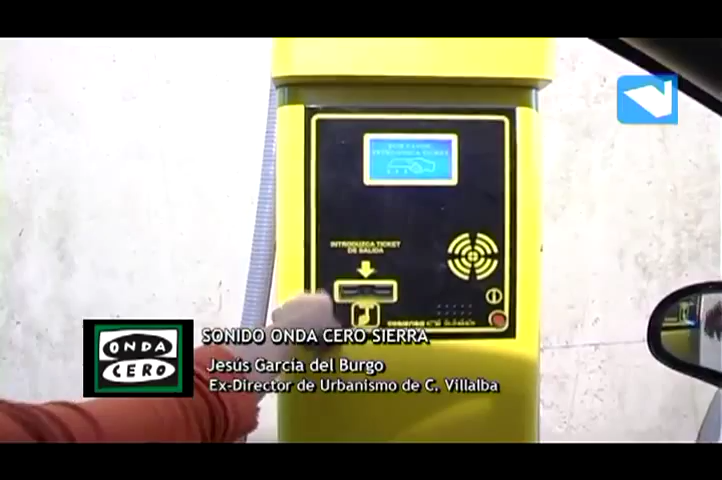 INTRODUZCA TICKET
DE SALIDA
ONDA
CERO
SONIDO ONDA CERO SIERRA
Jesús García del Burgo
Ex-Director de Urbanismo de C. Villalba